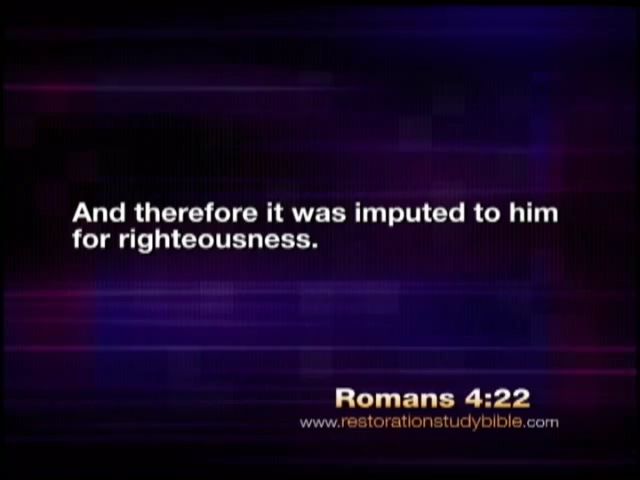 And therefore it was imputed to him
for righteousness.
Romans 4:22
www.restorationstudybible.com